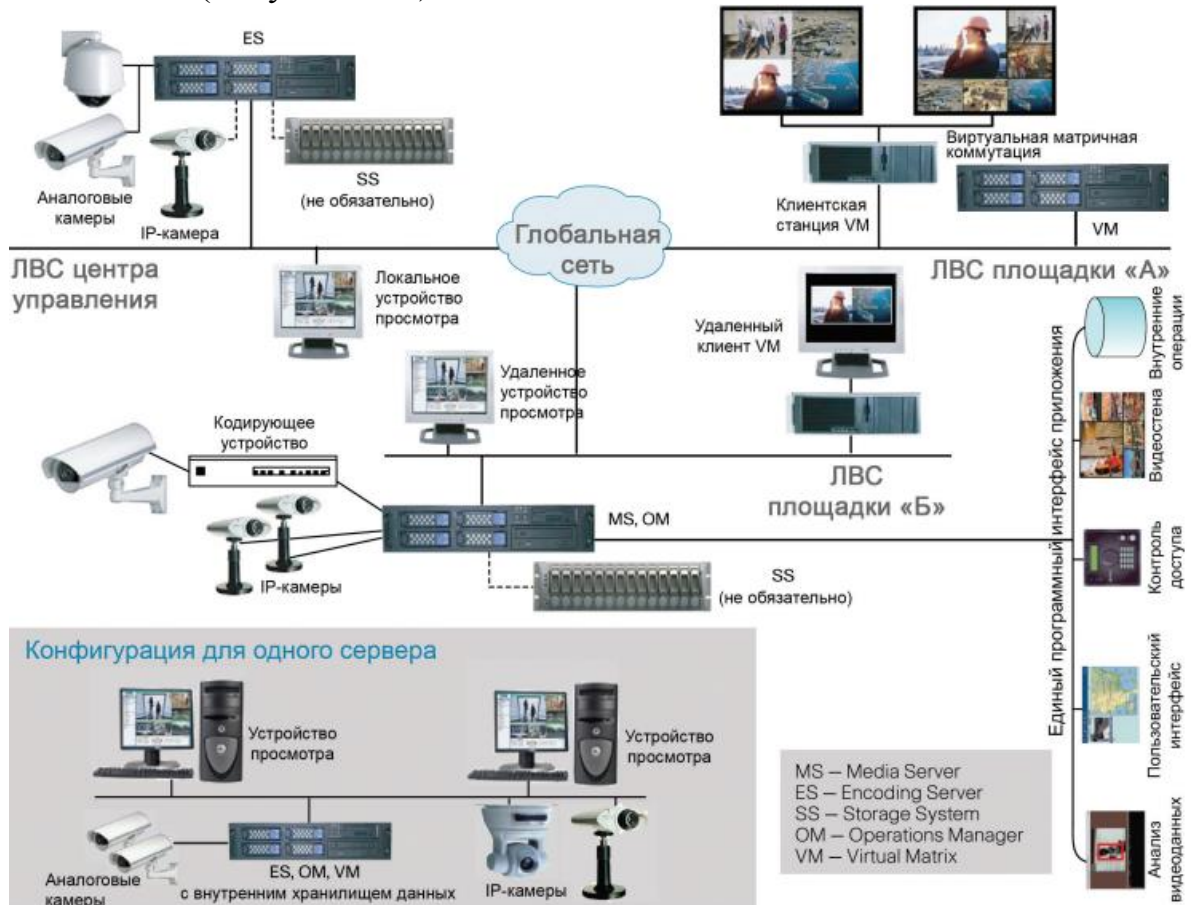 ES
SS
(не обязательно)
Аналоговые
камеры
IP-камера
Виртуальная матричная
коммутация
Клиентская
станция VM
VM
Глобальная
сеть
ЛВС центра
управления
ЛВС площадки «А»
Локальное
устройство
просмотра
Удаленный
клиент VM
Удаленное
устройство
просмотра
Кодирующее
устройство
ЛВС
площадки «Б»
MS, OM
IP-камеры
SS
(не обязательно)
Единый программный интерфейс приложения
Внутренние
операции
Видеостена
Контроль
доступа
Пользовательский
интерфейс
Анализ
видеоданных
Конфигурация для одного сервера
Устройство
просмотра
Устройство
просмотра
Аналоговые
камеры
ES, OM, VM
с внутренним хранилищем данных
IP-камеры
MS – Media Server
ES – Encoding Server
SS – Storage System
OM – Operations Manager
VM – Virtual Matrix